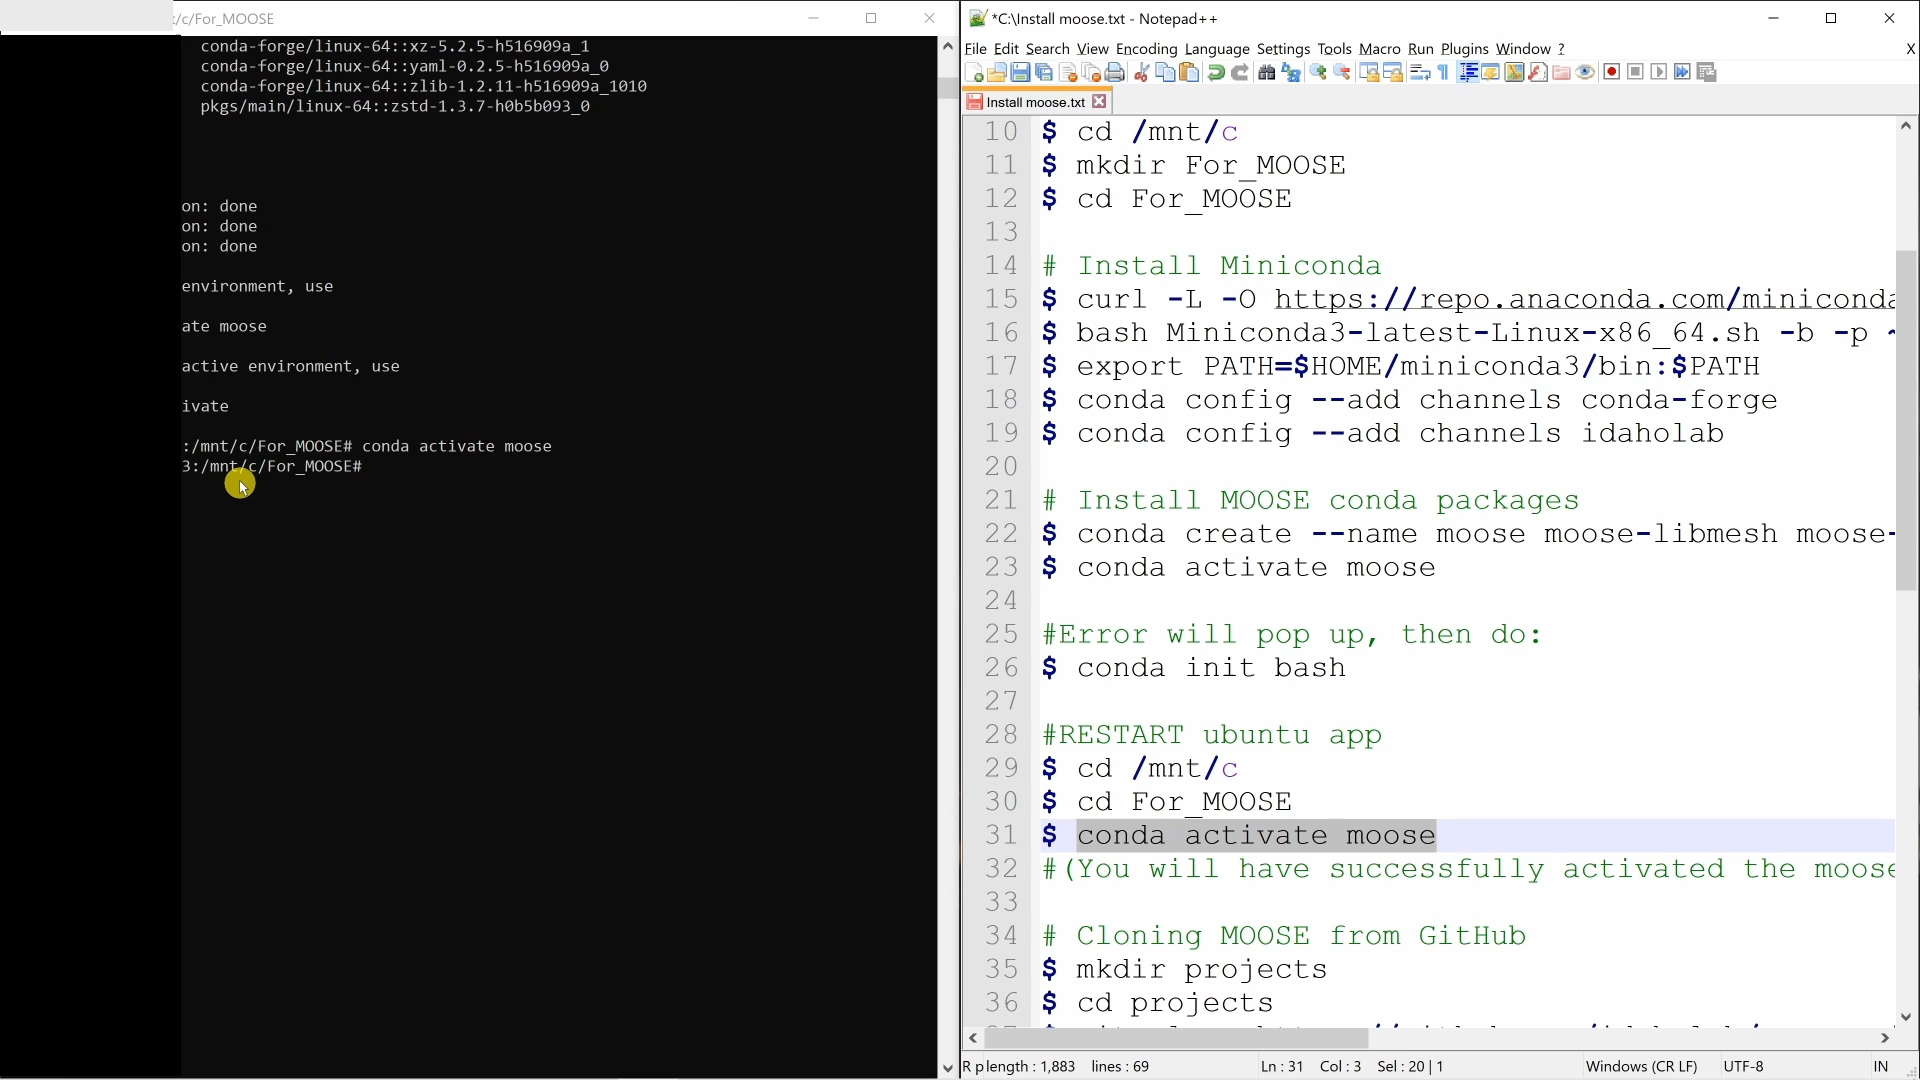 :/c/For_MOOSE
conda-forge/linux-64::xz-5.2.5-h516909a_1
conda-forge/linux-64::yaml-0.2.5-h516909a_0
conda-forge/linux-64::zlib-1.2.11-h516909a_1010
pkgs/main/linux-64::zstd-1.3.7-h0b5b093_0
on: done
on: done
on: done
environment, use
ate moose
active environment, use
ivate
:/mnt/c/For_MOOSE# conda activate moose
3:/mnt/c/For_MOOSE#
*C:\Install moose.txt - Notepad++
File Edit Search View Encoding Language Settings Tools Macro Run Plugins Window ? X
Install moose.txt
10 $ cd /mnt/c
11 $ mkdir For_MOOSE
12 $ cd For_MOOSE
13
14 # Install Miniconda
15 $ curl -L -O https://repo.anaconda.com/miniconda
16 $ bash Miniconda3-latest-Linux-x86_64.sh -b -p ~
17 $ export PATH=$HOME/miniconda3/bin:$PATH
18 $ conda config --add channels conda-forge
19 $ conda config --add channels idaholab
20
21 # Install MOOSE conda packages
22 $ conda create --name moose moose-libmesh moose-
23 $ conda activate moose
24
25 #Error will pop up, then do:
26 $ conda init bash
27
28 #RESTART ubuntu app
29 $ cd /mnt/c
30 $ cd For_MOOSE
31 $ conda activate moose
32 #(You will have successfully activated the moose
33
34 # Cloning MOOSE from GitHub
35 $ mkdir projects
36 $ cd projects
R p length : 1,883 lines : 69 Ln : 31 Col : 3 Sel : 20 | 1 Windows (CR LF) UTF-8 IN